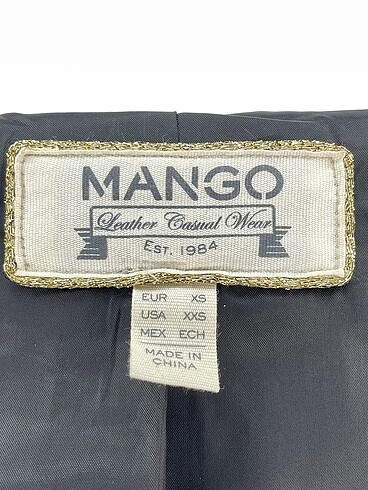 MANGO
Leather Casual Wear
EST. 1984
EUR XS
USA XXS
MEX ECH
MADE IN
CHINA